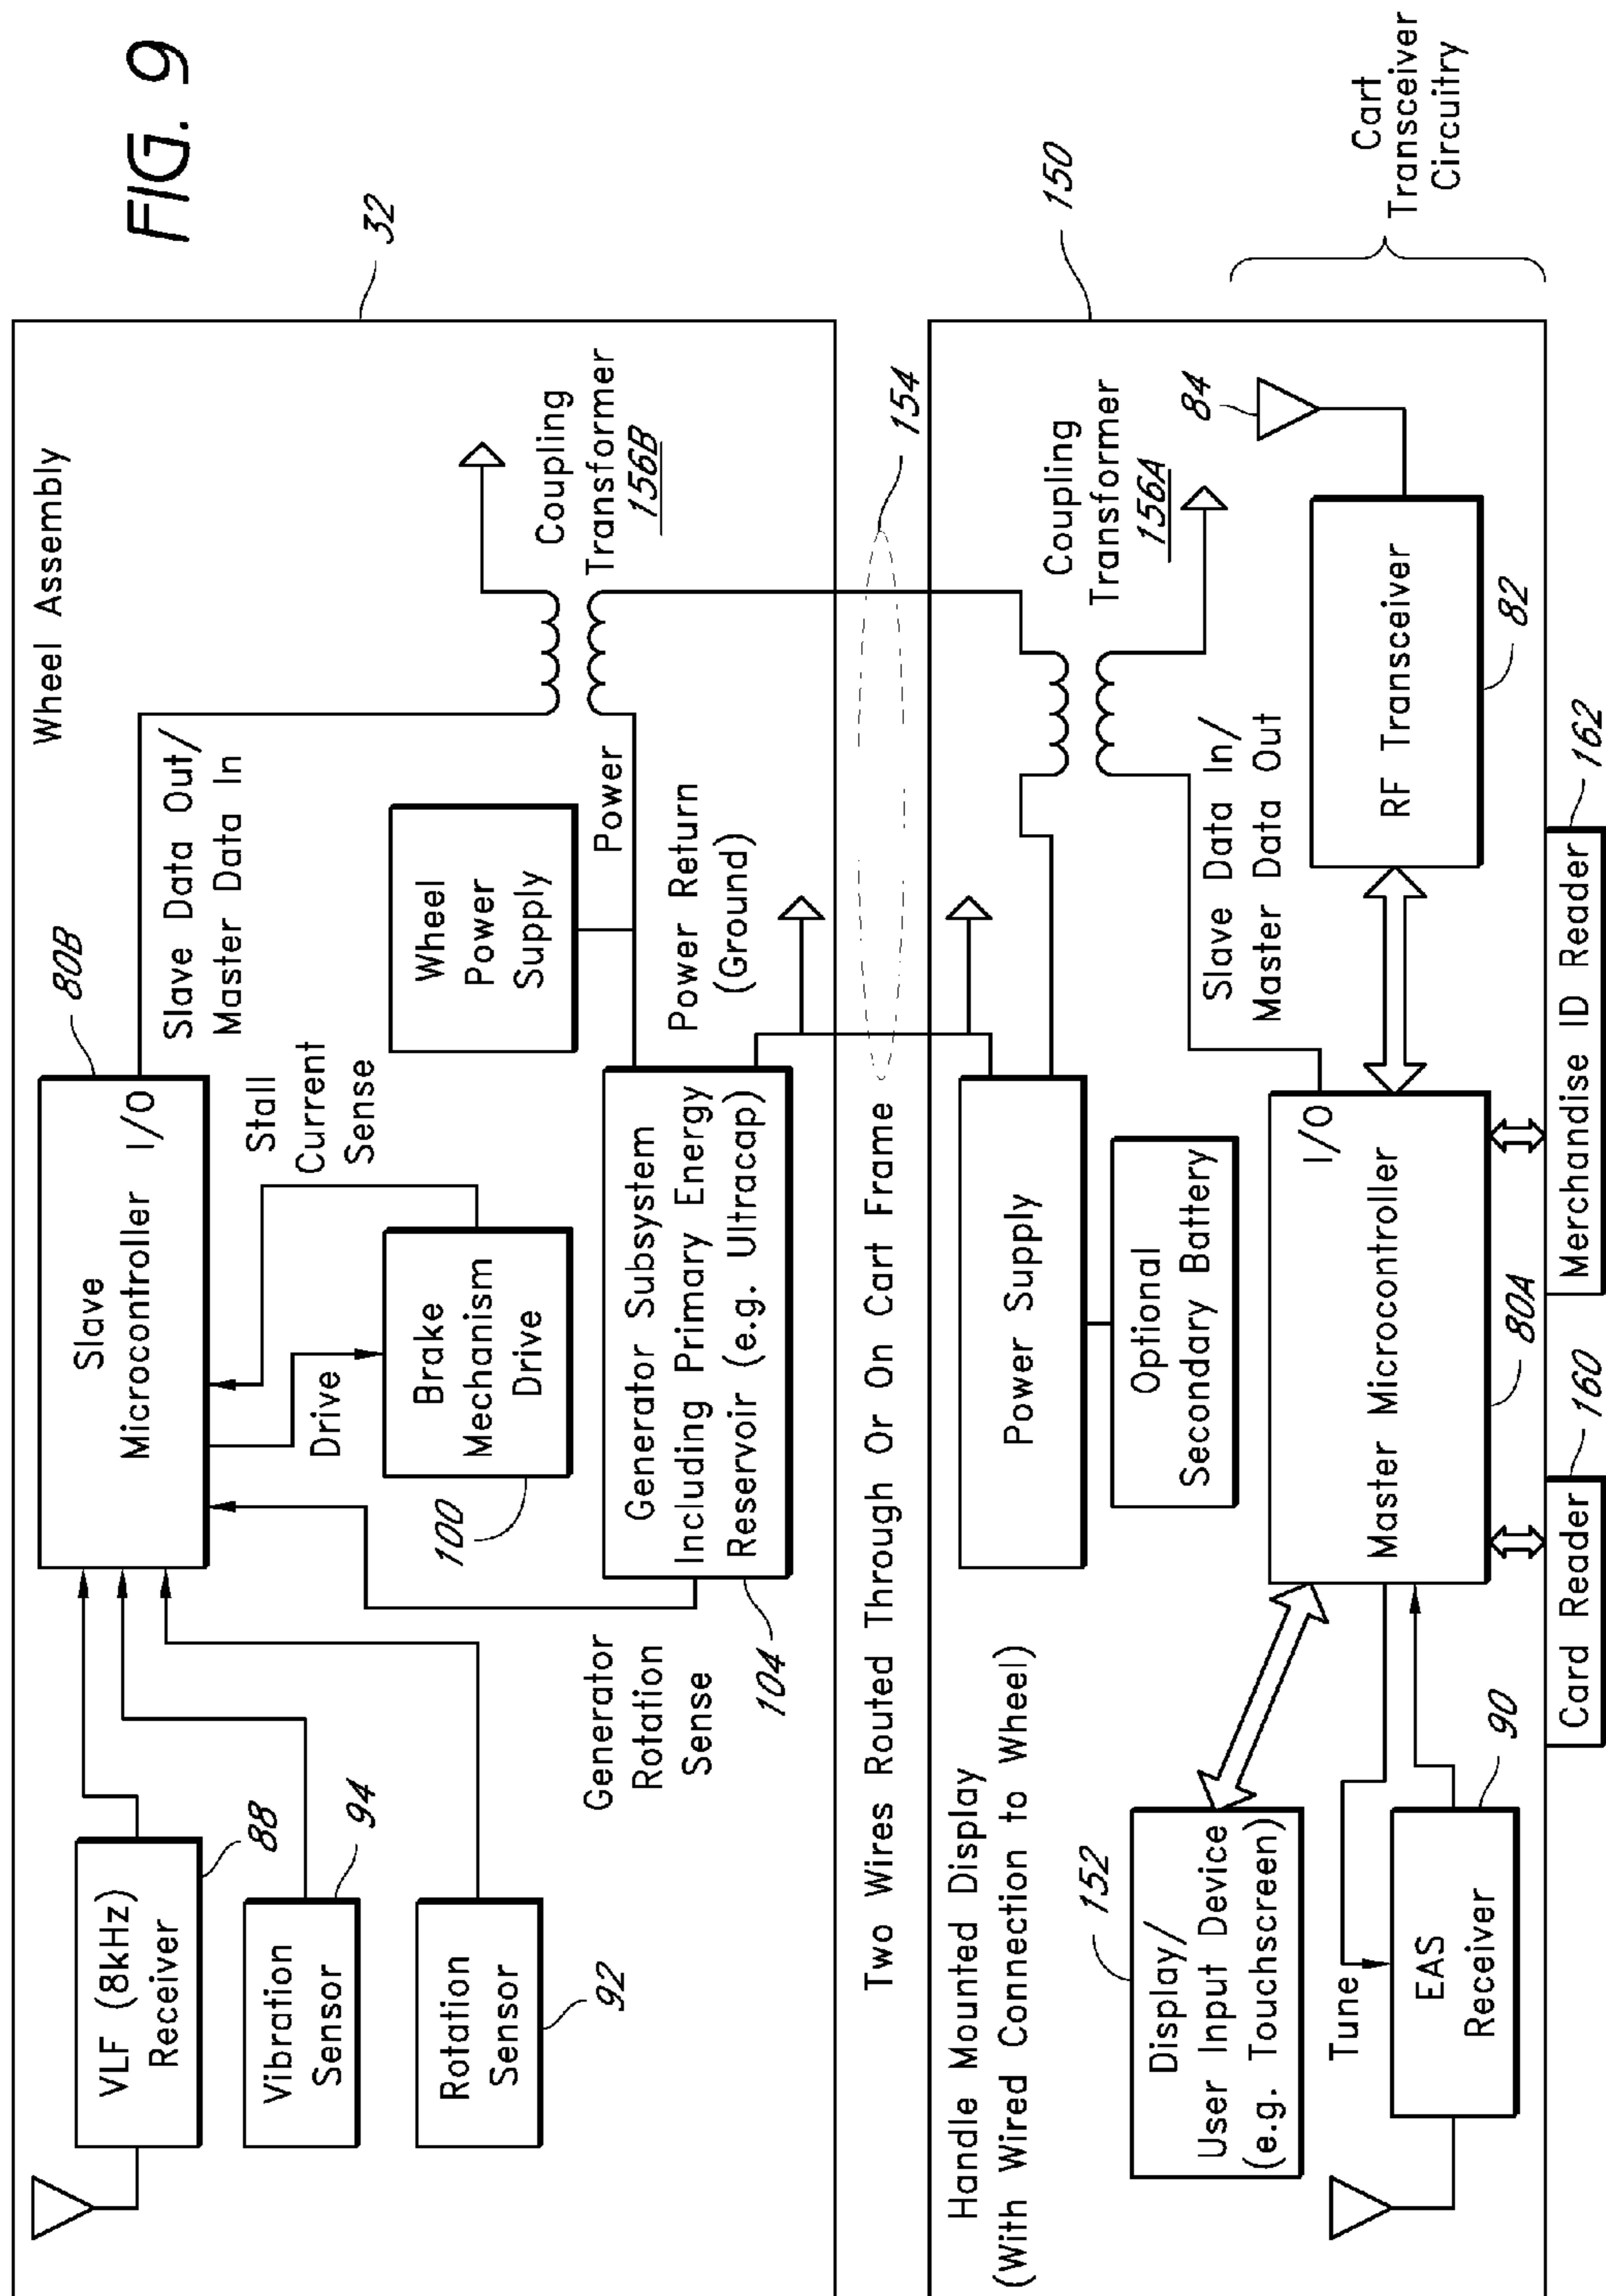 FIG. 9
Wheel Assembly
32
VLF (8kHz)
Receiver
88
Vibration
Sensor
94
Rotation
Sensor
92
Slave
Microcontroller
I/O
80B
Slave Data Out/
Master Data In
Stall
Current
Sense
Drive
Brake
Mechanism
Drive
100
Generator
Rotation
Sense
Generator Subsystem
Including Primary Energy
Reservoir (e.g. Ultracap)
104
Wheel
Power
Supply
Power
Power Return
(Ground)
Coupling
Transformer
156B
Two Wires Routed Through Or On Cart Frame
154
Handle Mounted Display
(With Wired Connection to Wheel)
150
Power Supply
Optional
Secondary Battery
Coupling
Transformer
156A
84
Display/
User Input Device
(e.g. Touchscreen)
152
Tune
EAS
Receiver
90
I/O
Master Microcontroller
80A
Slave Data In/
Master Data Out
RF Transceiver
82
Card Reader
160
Merchandise ID Reader
162
Cart
Transceiver
Circuitry